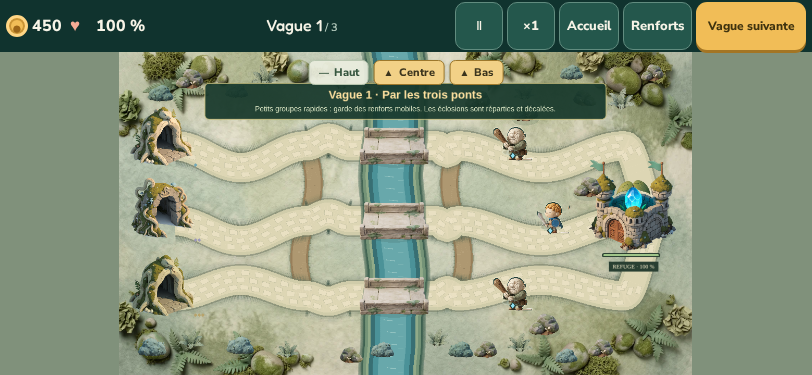 450 ♥ 100 %
Vague 1 / 3
II
×1
Accueil
Renforts
Vague suivante
— Haut
▲ Centre
▲ Bas
Vague 1 · Par les trois ponts
Petits groupes rapides : garde des renforts mobiles. Les éclosions sont réparties et décalées.
REFUGE · 100 %